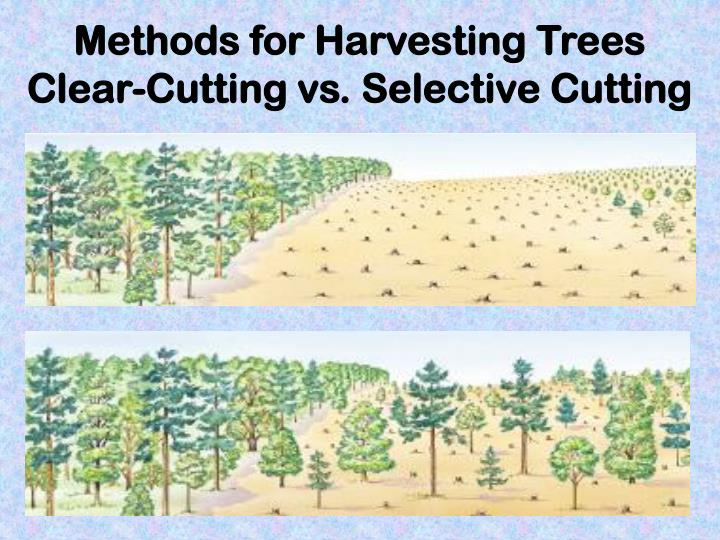 Methods for Harvesting Trees
Clear-Cutting vs. Selective Cutting